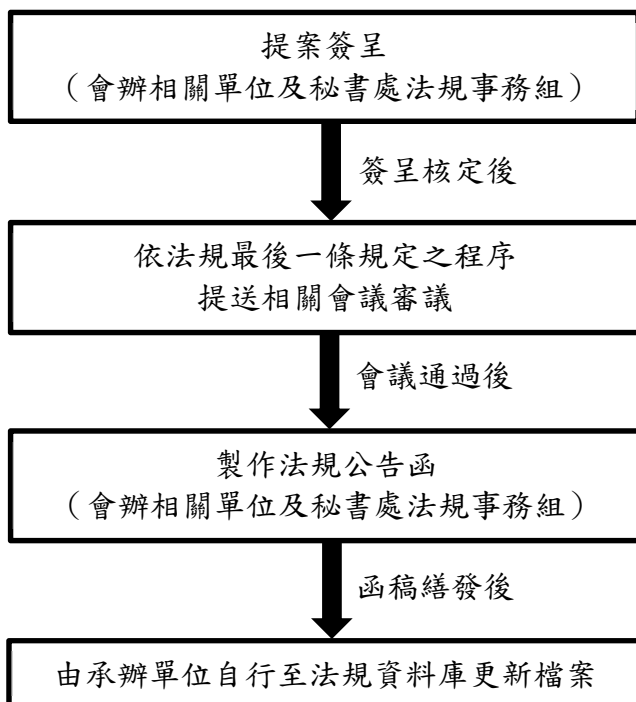 提案簽呈
（會辦相關單位及秘書處法規事務組）
簽呈核定後
依法規最後一條規定之程序
提送相關會議審議
會議通過後
製作法規公告函
（會辦相關單位及秘書處法規事務組）
函稿繕發後
由承辦單位自行至法規資料庫更新檔案